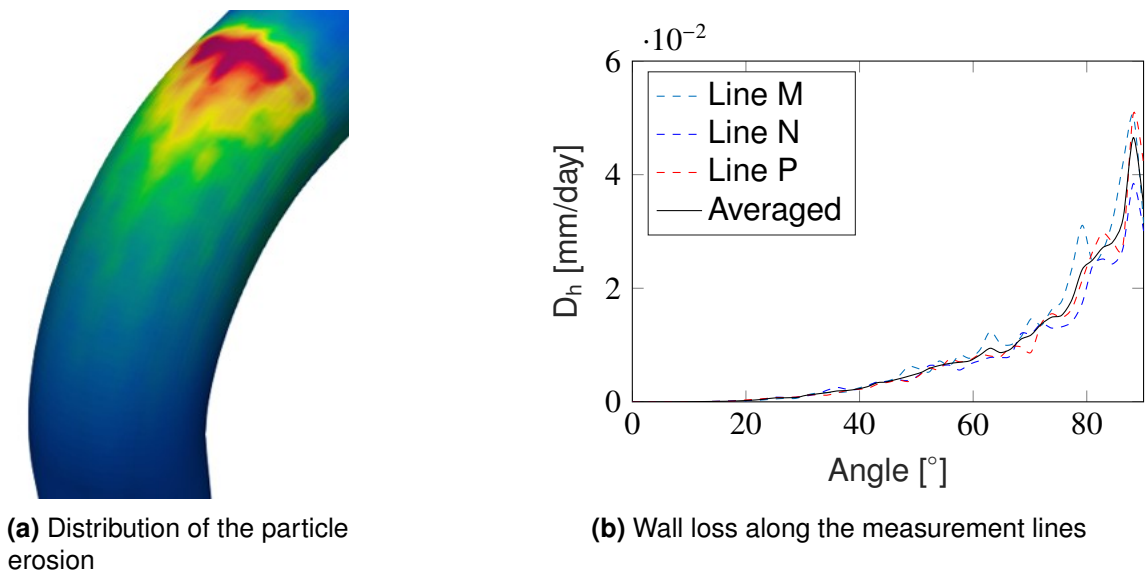 ·10−2
6
4
2
0
Line M
Line N
Line P
Averaged
Dh [mm/day]
0 20 40 60 80
Angle [°]
(a) Distribution of the particle
erosion
(b) Wall loss along the measurement lines